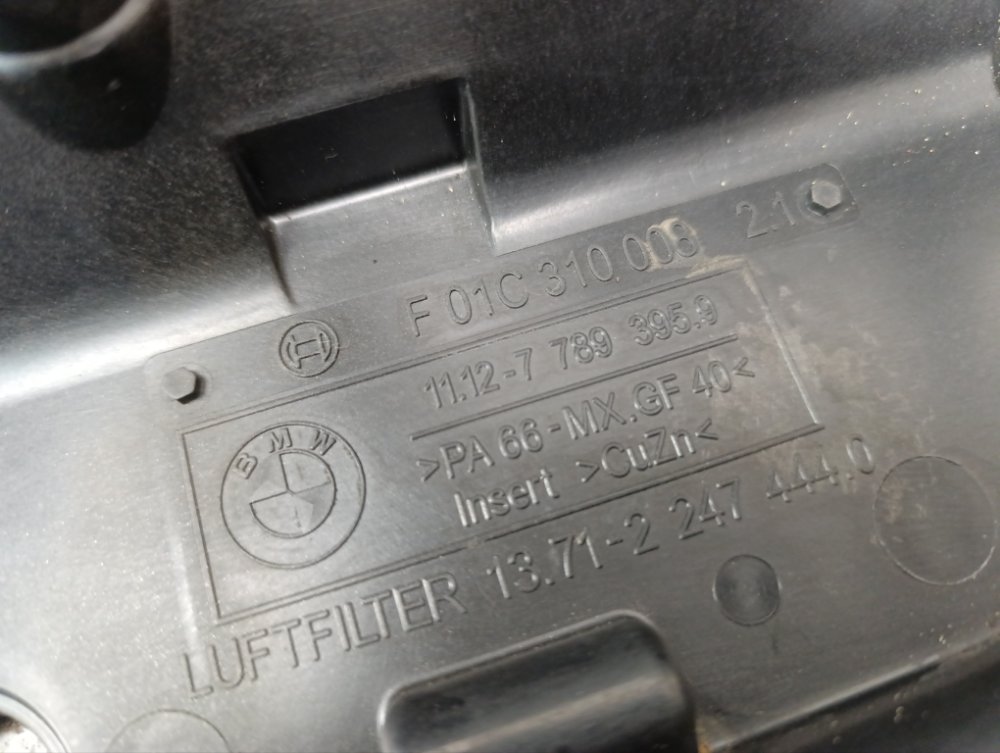 F 01C 310 008 2.1
11.12-7 789 395.9
BMW
>PA 66-MX.GF 40<
Insert >CuZn<
LUFTFILTER 13.71-2 247 444.0